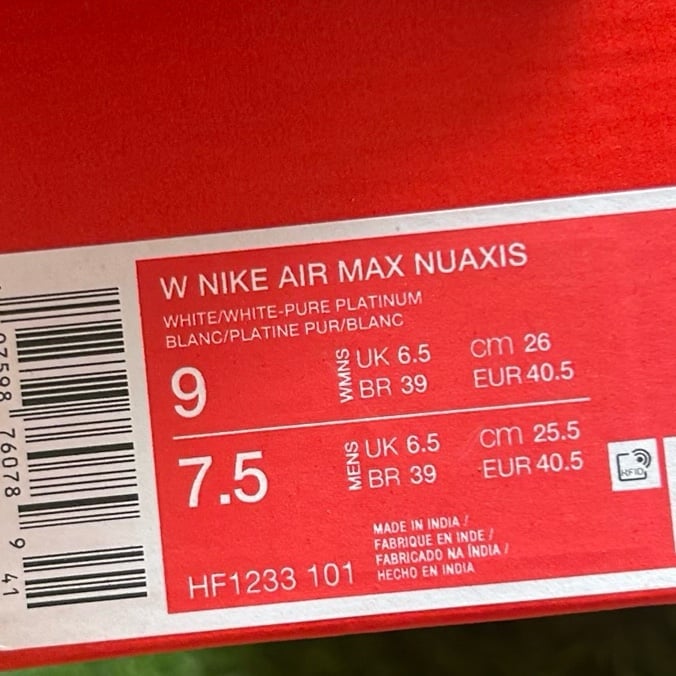 W NIKE AIR MAX NUAXIS
WHITE/WHITE-PURE PLATINUM
BLANC/PLATINE PUR/BLANC
9
WMNS
UK 6.5
cm 26
BR 39
EUR 40.5
7.5
MENS
UK 6.5
cm 25.5
BR 39
EUR 40.5
RFID
MADE IN INDIA /
FABRIQUE EN INDE /
FABRICADO NA ÍNDIA /
HECHO EN INDIA
HF1233 101
76078 9 41